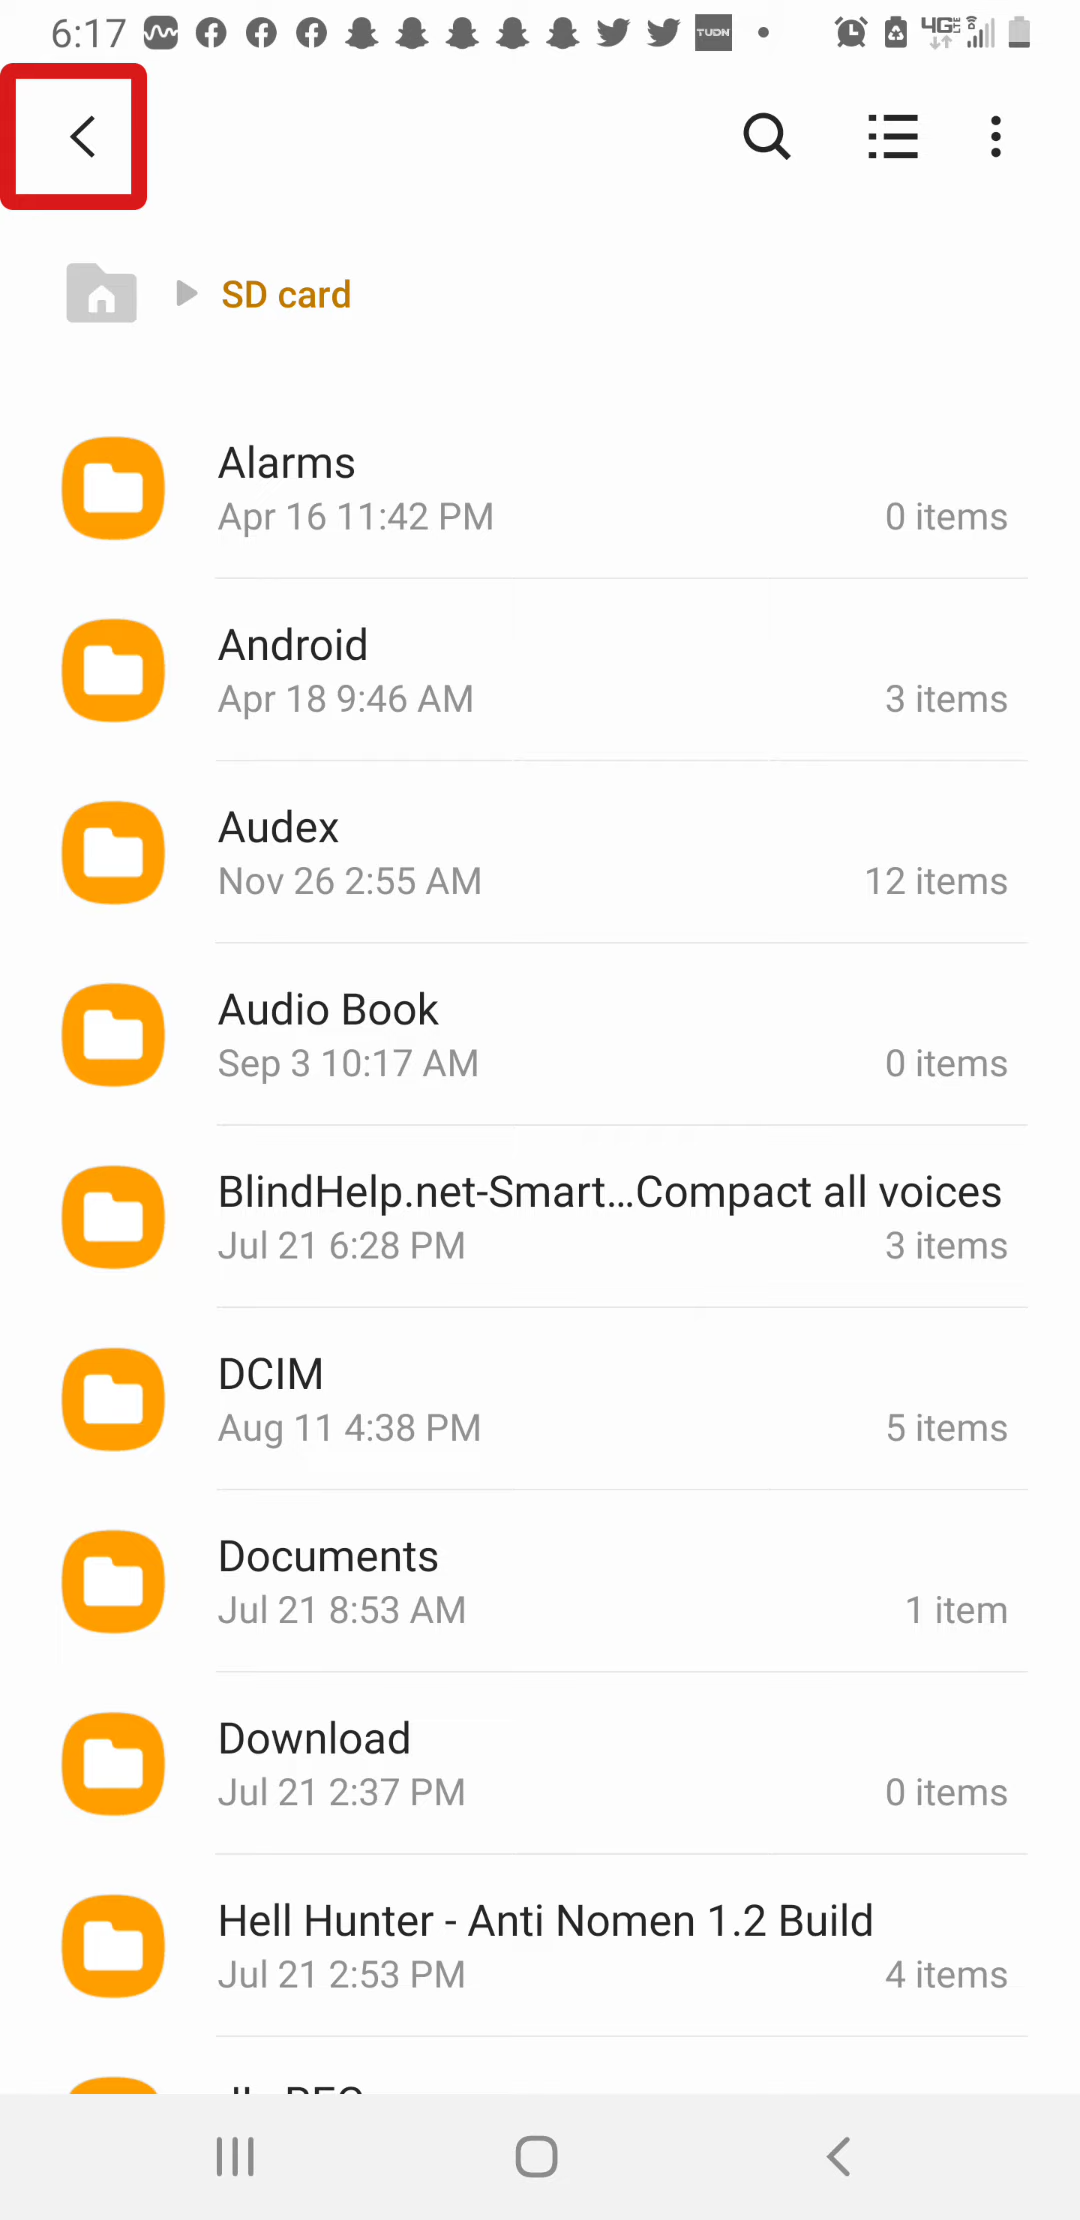 6:17 TUDN 4G LTE
SD card
Alarms
Apr 16 11:42 PM 0 items
Android
Apr 18 9:46 AM 3 items
Audex
Nov 26 2:55 AM 12 items
Audio Book
Sep 3 10:17 AM 0 items
BlindHelp.net-Smart...Compact all voices
Jul 21 6:28 PM 3 items
DCIM
Aug 11 4:38 PM 5 items
Documents
Jul 21 8:53 AM 1 item
Download
Jul 21 2:37 PM 0 items
Hell Hunter - Anti Nomen 1.2 Build
Jul 21 2:53 PM 4 items